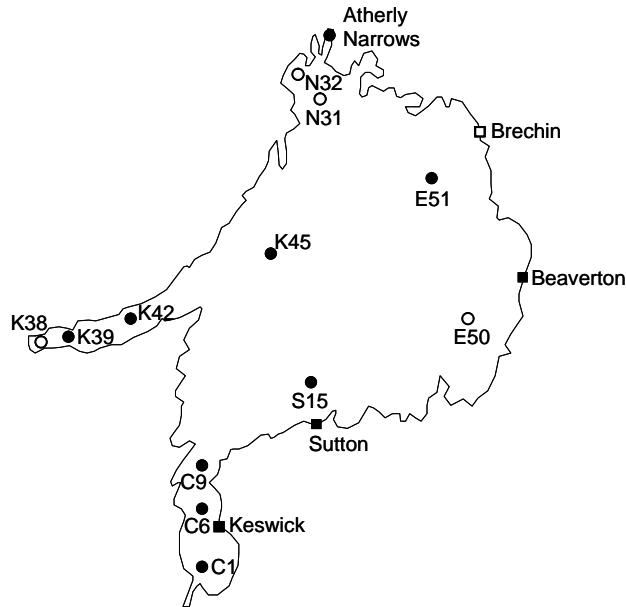 Atherly
Narrows
N32
N31
Brechin
E51
K45
Beaverton
K38
K42
K39
E50
S15
Sutton
C9
C6
Keswick
C1